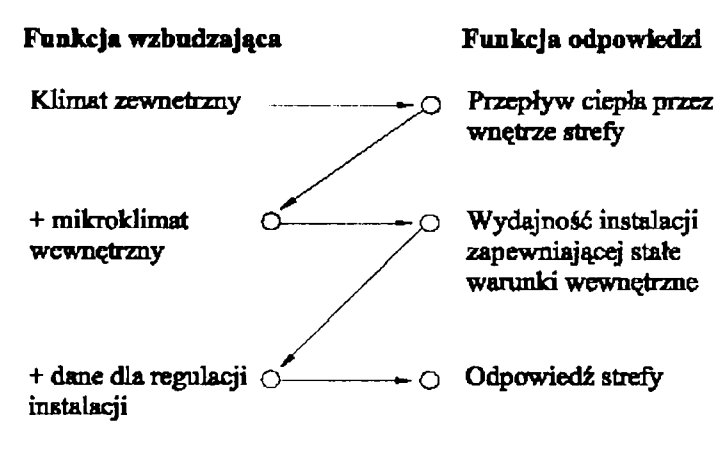 Funkcja wzbudzająca
Funkcja odpowiedzi
Klimat zewnetrzny
Przepływ ciepła przez
wnętrze strefy
+ mikroklimat
wewnętrzny
Wydajność instalacji
zapewniającej stałe
warunki wewnętrzne
+ dane dla regulacji
instalacji
Odpowiedź strefy